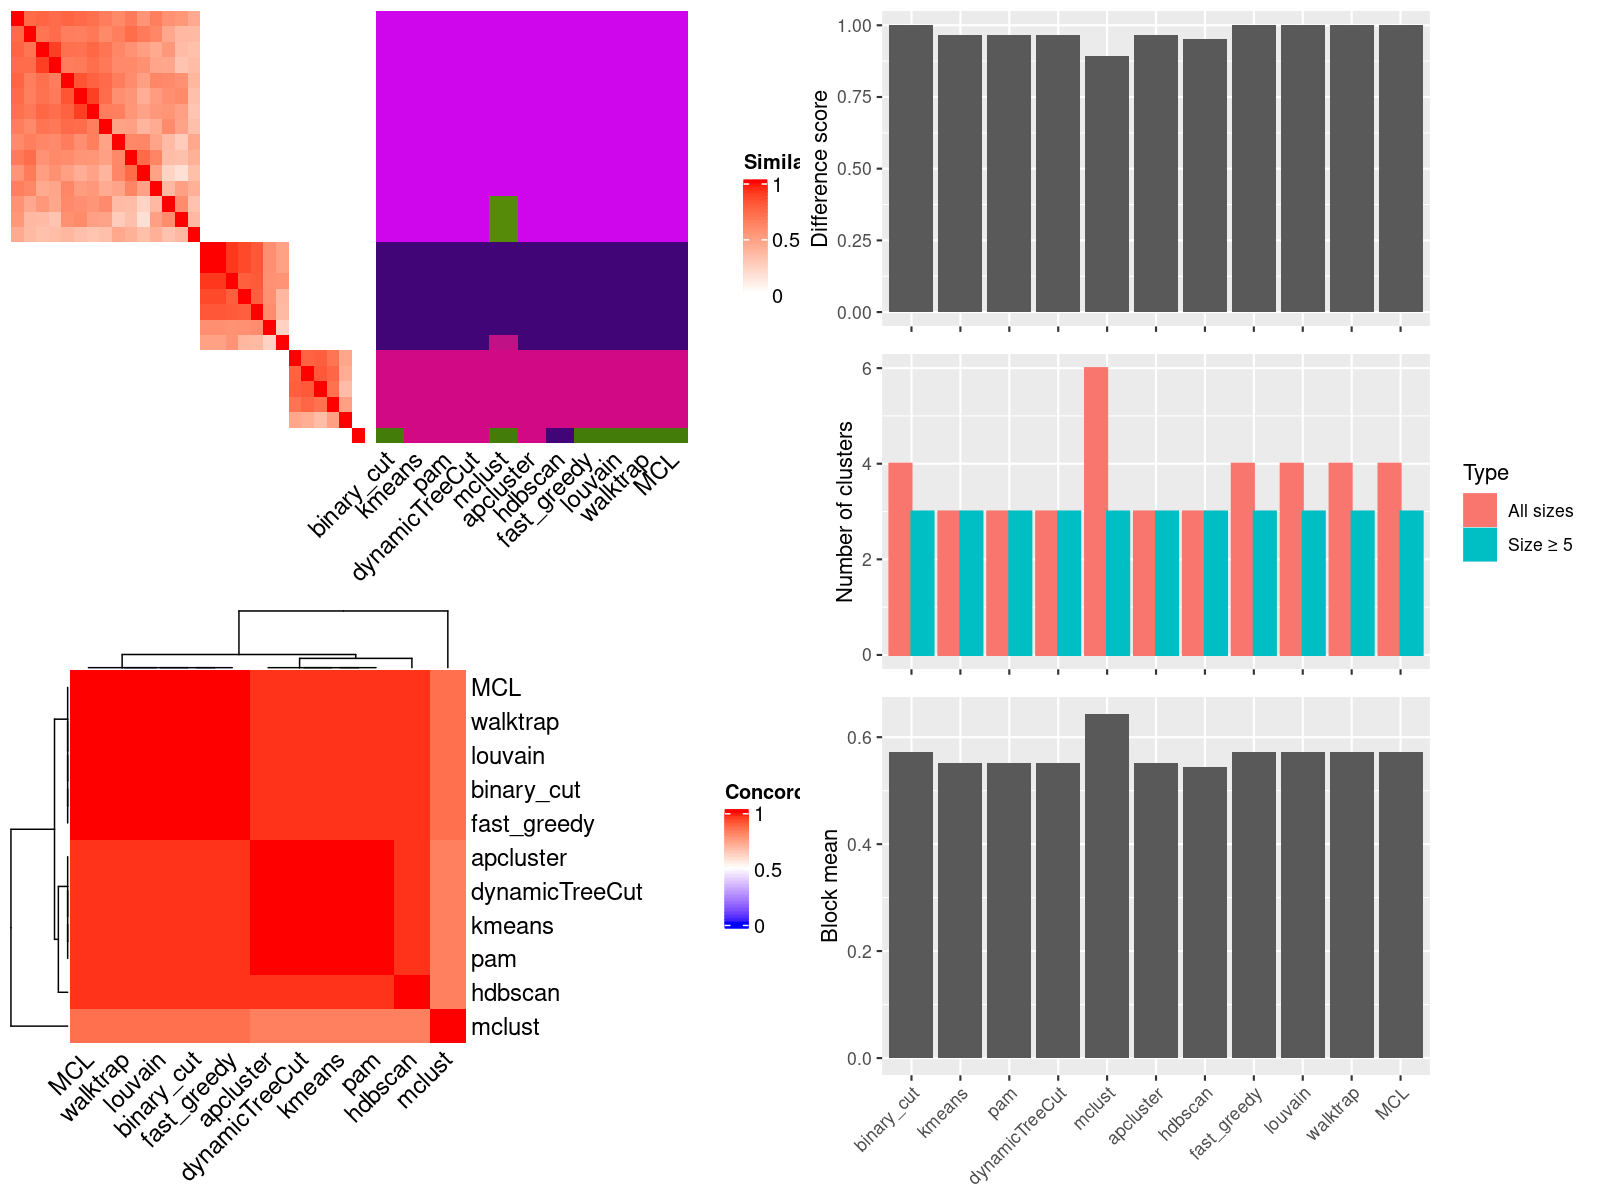 Simila
1
0.5
0
binary_cut
kmeans
pam
dynamicTreeCut
mclust
apcluster
hdbscan
fast_greedy
louvain
walktrap
MCL
MCL
walktrap
louvain
binary_cut
fast_greedy
apcluster
dynamicTreeCut
kmeans
pam
hdbscan
mclust
Concord
1
0.5
0
MCL
walktrap
louvain
binary_cut
fast_greedy
apcluster
dynamicTreeCut
kmeans
pam
hdbscan
mclust
Difference score
1.00
0.75
0.50
0.25
0.00
Number of clusters
6
4
2
0
Type
All sizes
Size ≥ 5
Block mean
0.6
0.4
0.2
0.0
binary_cut
kmeans
pam
dynamicTreeCut
mclust
apcluster
hdbscan
fast_greedy
louvain
walktrap
MCL